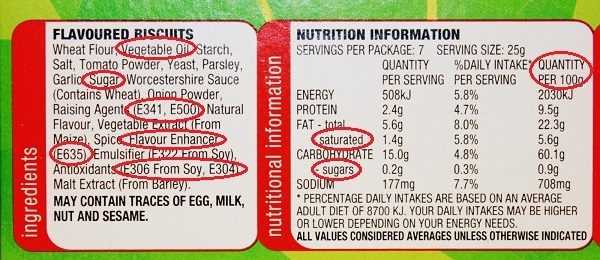 FLAVOURED BISCUITS
Wheat Flour, Vegetable Oil, Starch,
Salt, Tomato Powder, Yeast, Parsley,
Garlic, Sugar, Worcestershire Sauce
(Contains Wheat), Onion Powder,
Raising Agents (E341, E500), Natural
Flavour, Vegetable Extract (From
Maize), Spice, Flavour Enhancer
(E635), Emulsifier (E322 From Soy),
Antioxidants (E306 From Soy, E304),
Malt Extract (From Barley).
MAY CONTAIN TRACES OF EGG, MILK,
NUT AND SESAME.
ingredients
NUTRITION INFORMATION
SERVINGS PER PACKAGE: 7 SERVING SIZE: 25g
QUANTITY %DAILY INTAKE* QUANTITY
PER SERVING PER SERVING PER 100g
ENERGY 508kJ 5.8% 2030kJ
PROTEIN 2.4g 4.7% 9.5g
FAT - total 5.6g 8.0% 22.3g
- saturated 1.4g 5.8% 5.6g
CARBOHYDRATE 15.0g 4.8% 60.1g
- sugars 0.2g 0.3% 0.9g
SODIUM 177mg 7.7% 708mg
* PERCENTAGE DAILY INTAKES ARE BASED ON AN AVERAGE
ADULT DIET OF 8700 KJ. YOUR DAILY INTAKES MAY BE HIGHER
OR LOWER DEPENDING ON YOUR ENERGY NEEDS.
ALL VALUES CONSIDERED AVERAGES UNLESS OTHERWISE INDICATED
nutritional information